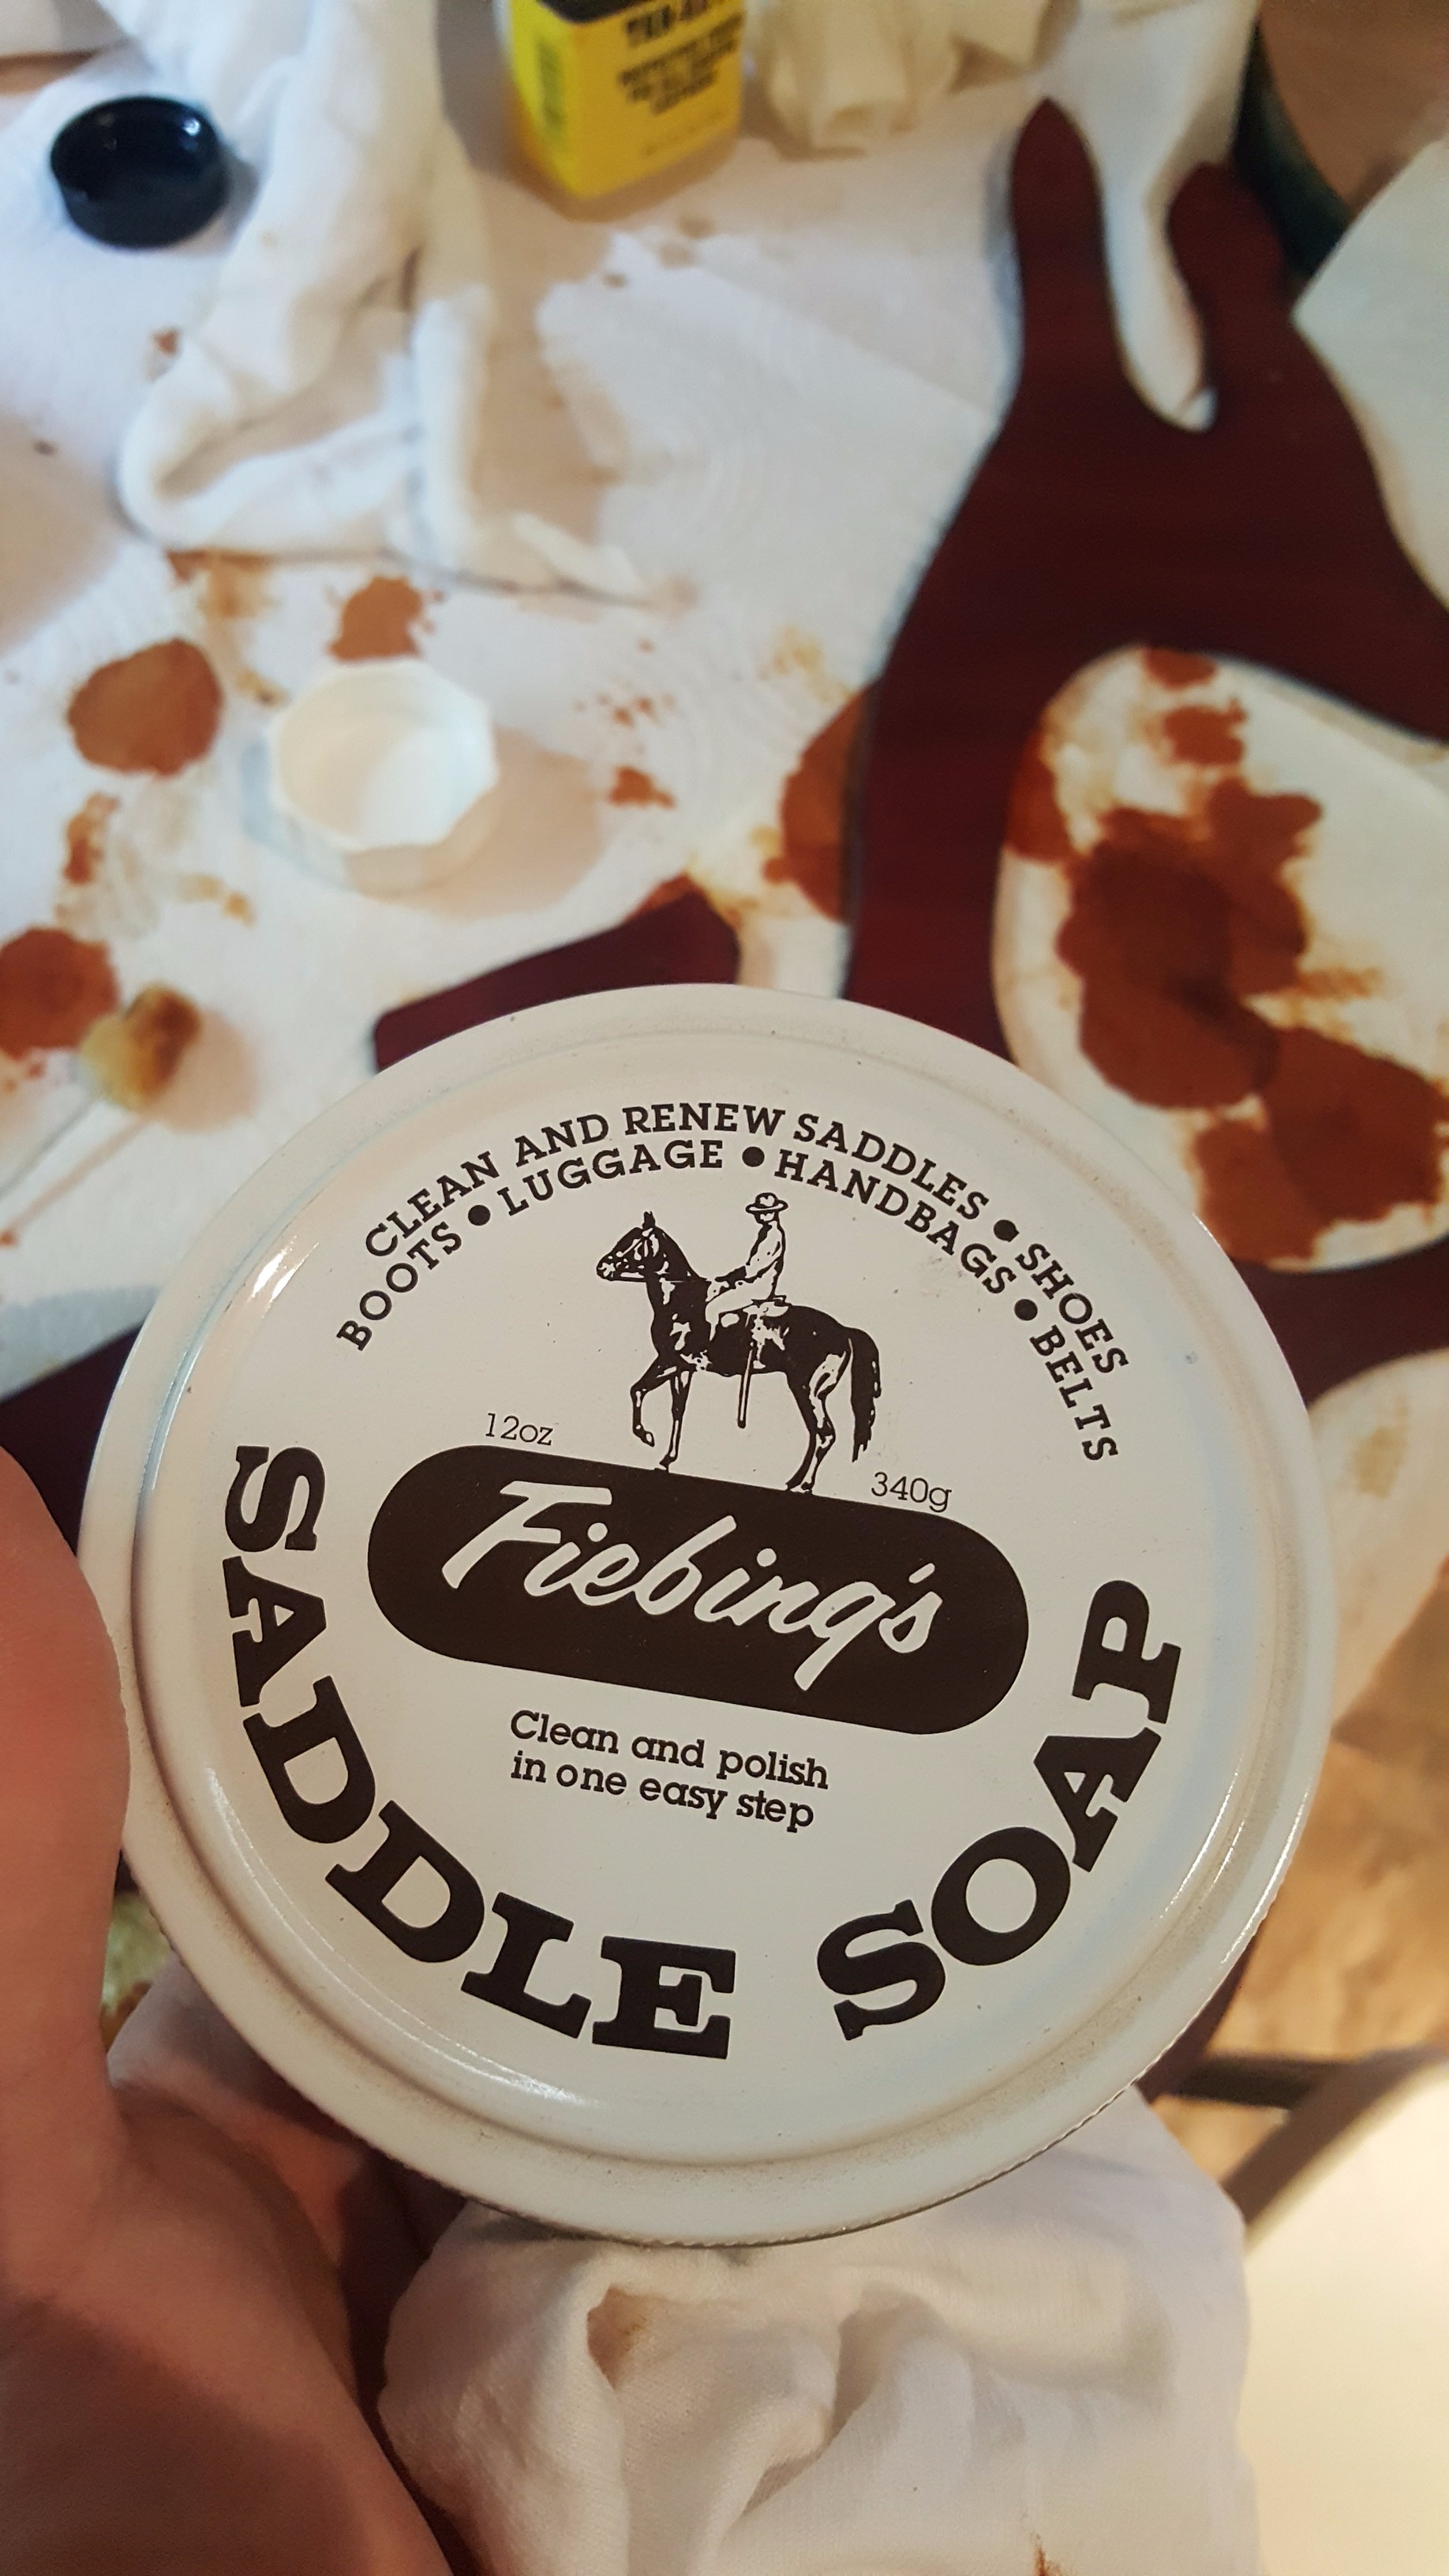 CLEAN AND RENEW SADDLES • SHOES
BOOTS • LUGGAGE • HANDBAGS • BELTS
12oz
340g
Fiebing's
Clean and polish
in one easy step
SADDLE SOAP